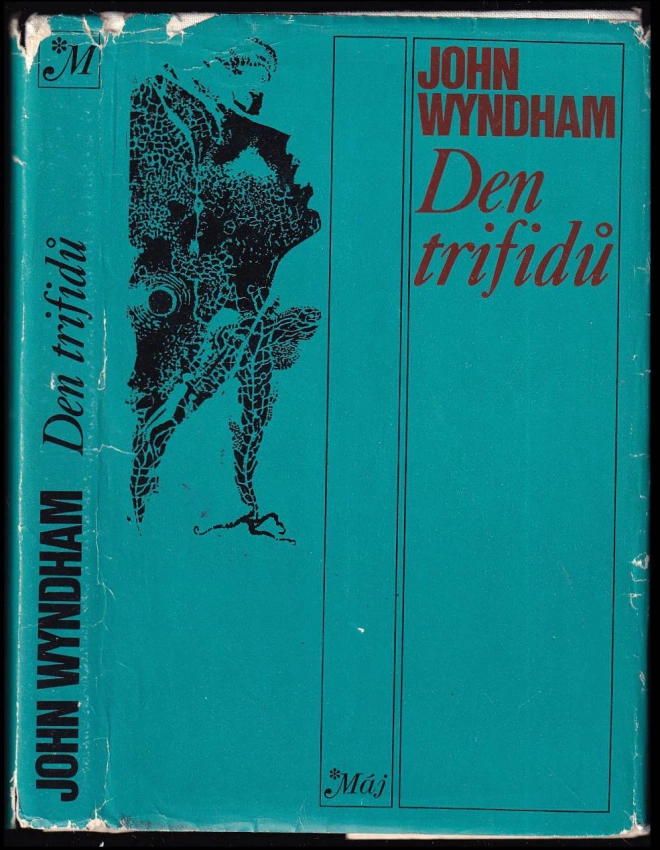 *M
JOHN WYNDHAM Den trifidů
JOHN
WYNDHAM
Den
trifidů
*Máj